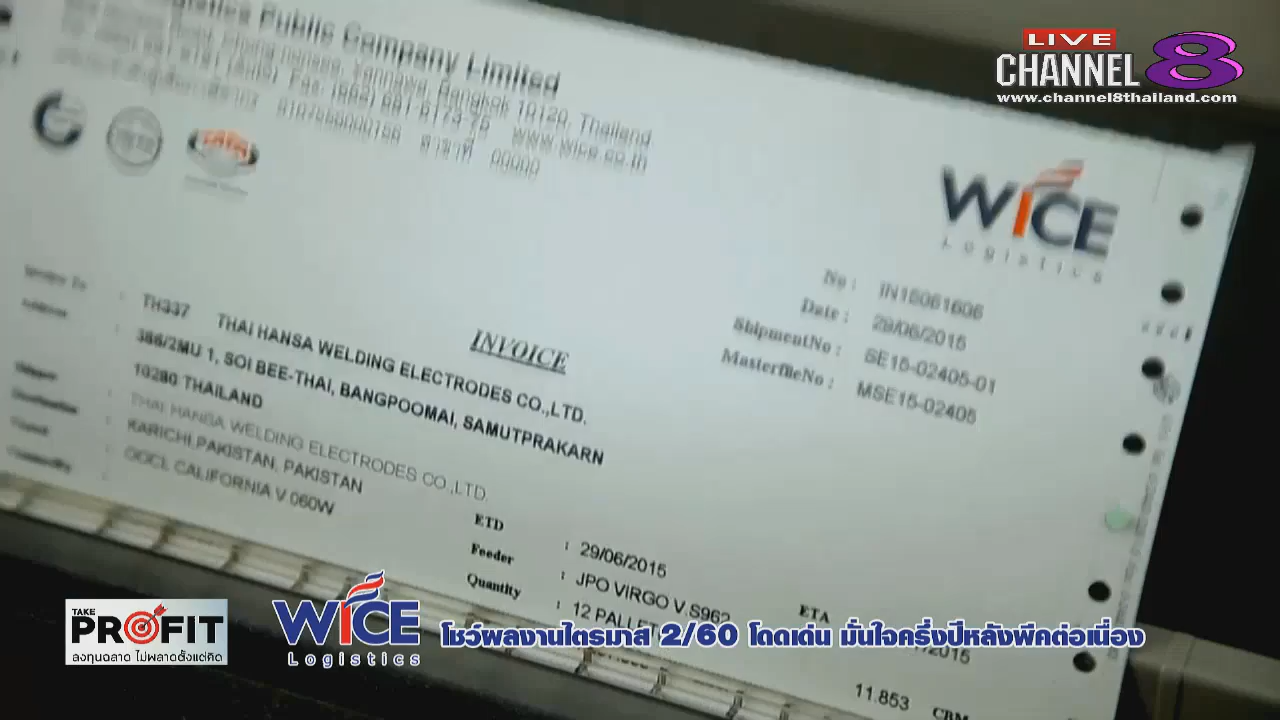 Logistics Public Company Limited
Yannawa, Bangkok 10120, Thailand
www.wice.co.th
00000
LIVE
CHANNEL 8
www.channel8thailand.com
WICE
Logistics
No : IN15061606
Date : 29/06/2015
ShipmentNo : SE15-02405-01
MasterfileNo : MSE15-02405
INVOICE
: TH337 THAI HANSA WELDING ELECTRODES CO.,LTD.
: 386/2MU 1, SOI BEE-THAI, BANGPOOMAI, SAMUTPRAKARN
10280 THAILAND
: THAI HANSA WELDING ELECTRODES CO.,LTD.
: KARICHI,PAKISTAN, PAKISTAN
: OOCL CALIFORNIA V 060W
ETD : 29/06/2015
Feeder : JPO VIRGO V.S962
ETA
Quantity : 12 PALLET
/2015
11.853 CBM
TAKE
PROFIT
ลงทุนฉลาด ไม่พลาดตั้งแต่คิด
WICE
Logistics
โชว์ผลงานไตรมาส 2/60 โดดเด่น มั่นใจครึ่งปีหลังพีคต่อเนื่อง